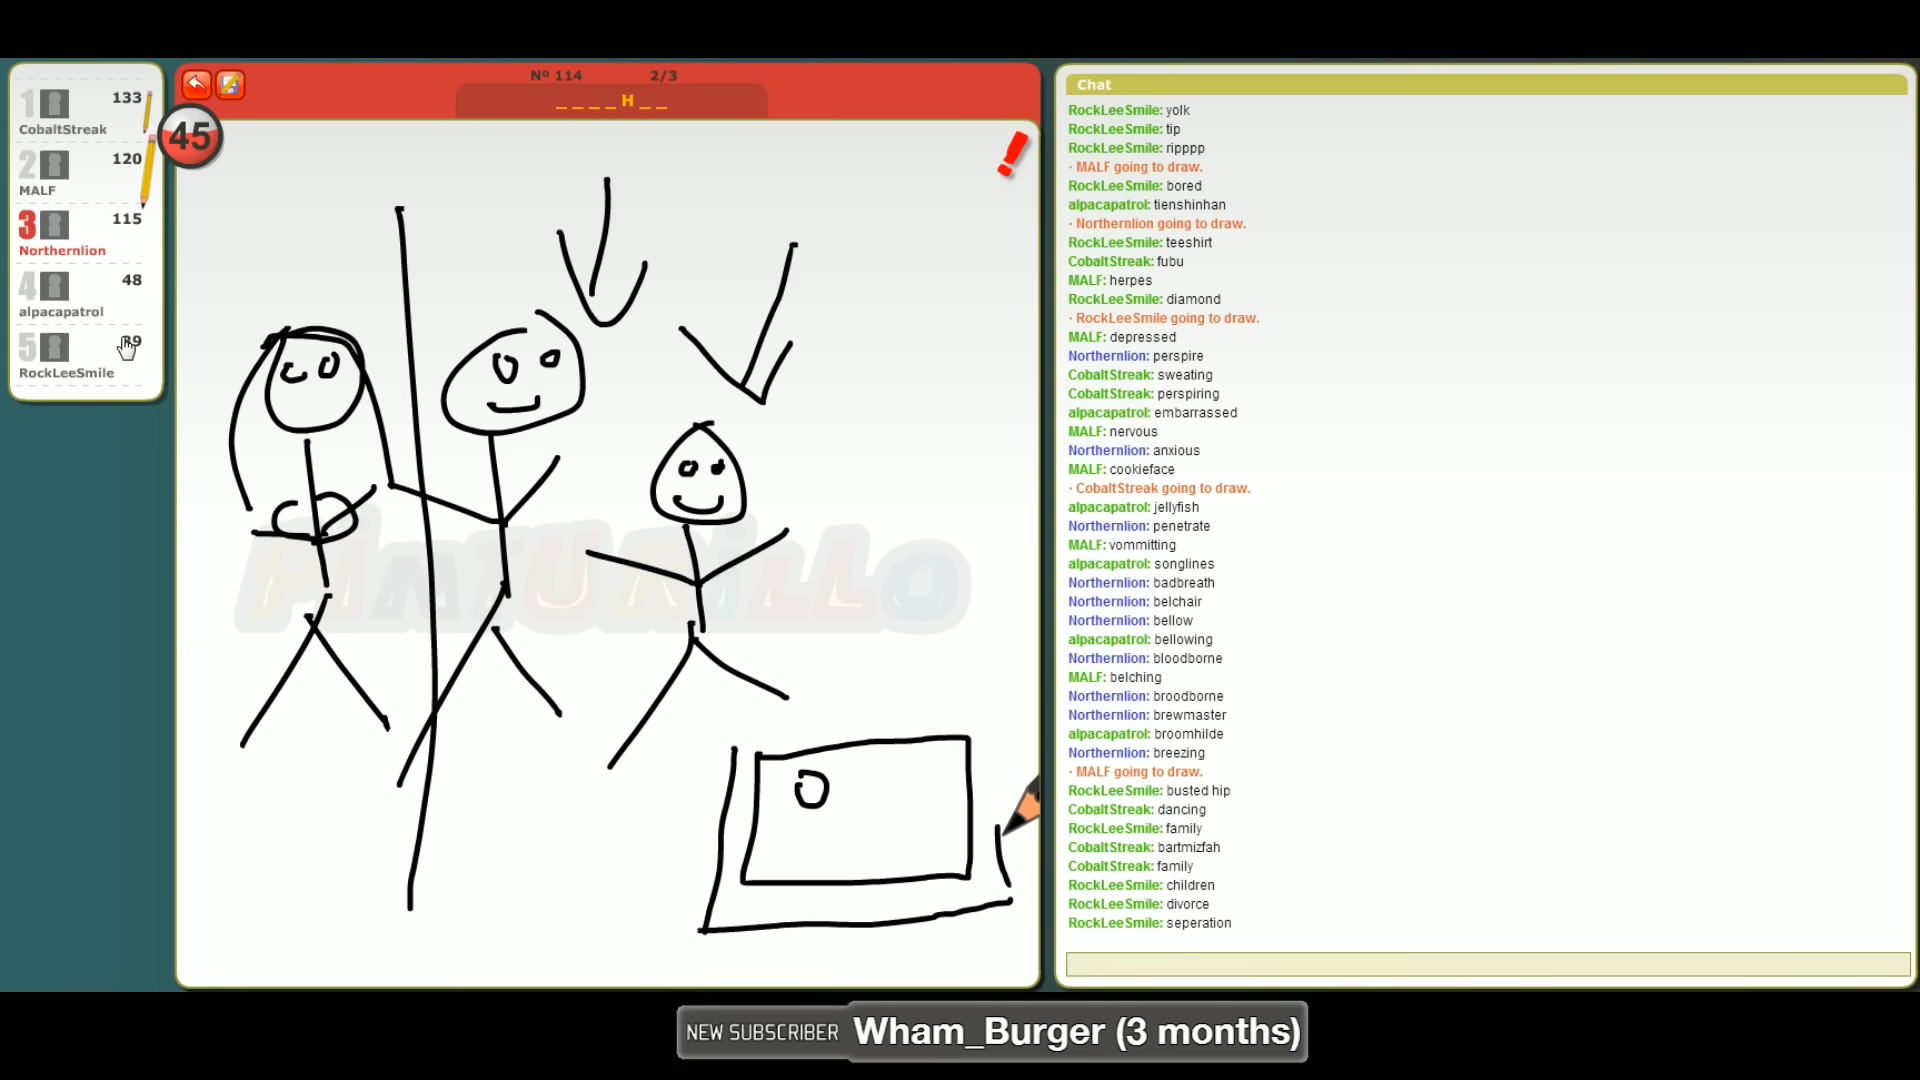 1
133
CobaltStreak
2
120
MALF
3
115
Northernlion
4
48
alpacapatrol
5
39
RockLeeSmile
Nº 114 2/3
_ _ _ _ H _ _
45
PINTURILLO
Chat
RockLeeSmile: yolk
RockLeeSmile: tip
RockLeeSmile: ripppp
· MALF going to draw.
RockLeeSmile: bored
alpacapatrol: tienshinhan
· Northernlion going to draw.
RockLeeSmile: teeshirt
CobaltStreak: fubu
MALF: herpes
RockLeeSmile: diamond
· RockLeeSmile going to draw.
MALF: depressed
Northernlion: perspire
CobaltStreak: sweating
CobaltStreak: perspiring
alpacapatrol: embarrassed
MALF: nervous
Northernlion: anxious
MALF: cookieface
· CobaltStreak going to draw.
alpacapatrol: jellyfish
Northernlion: penetrate
MALF: vommitting
alpacapatrol: songlines
Northernlion: badbreath
Northernlion: belchair
Northernlion: bellow
alpacapatrol: bellowing
Northernlion: bloodborne
MALF: belching
Northernlion: broodborne
Northernlion: brewmaster
alpacapatrol: broomhilde
Northernlion: breezing
· MALF going to draw.
RockLeeSmile: busted hip
CobaltStreak: dancing
RockLeeSmile: family
CobaltStreak: bartmizfah
CobaltStreak: family
RockLeeSmile: children
RockLeeSmile: divorce
RockLeeSmile: seperation
NEW SUBSCRIBER Wham_Burger (3 months)